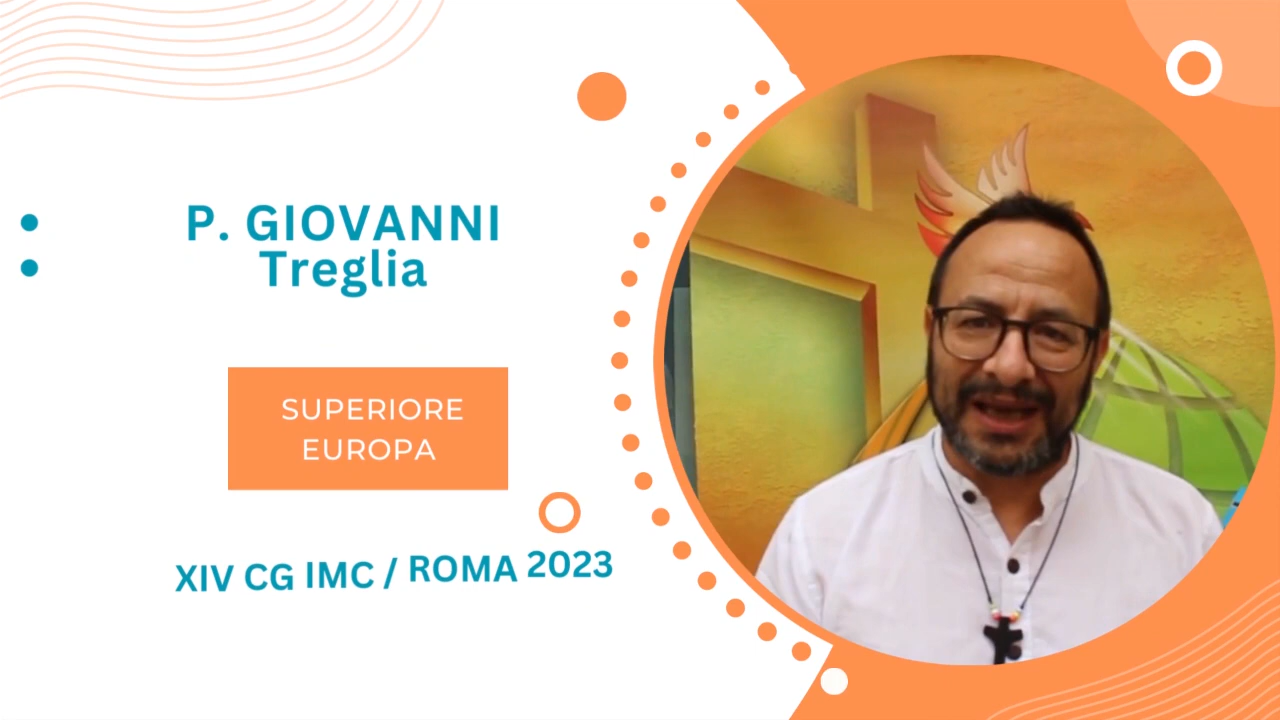 P. GIOVANNI
Treglia
SUPERIORE
EUROPA
XIV CG IMC / ROMA 2023